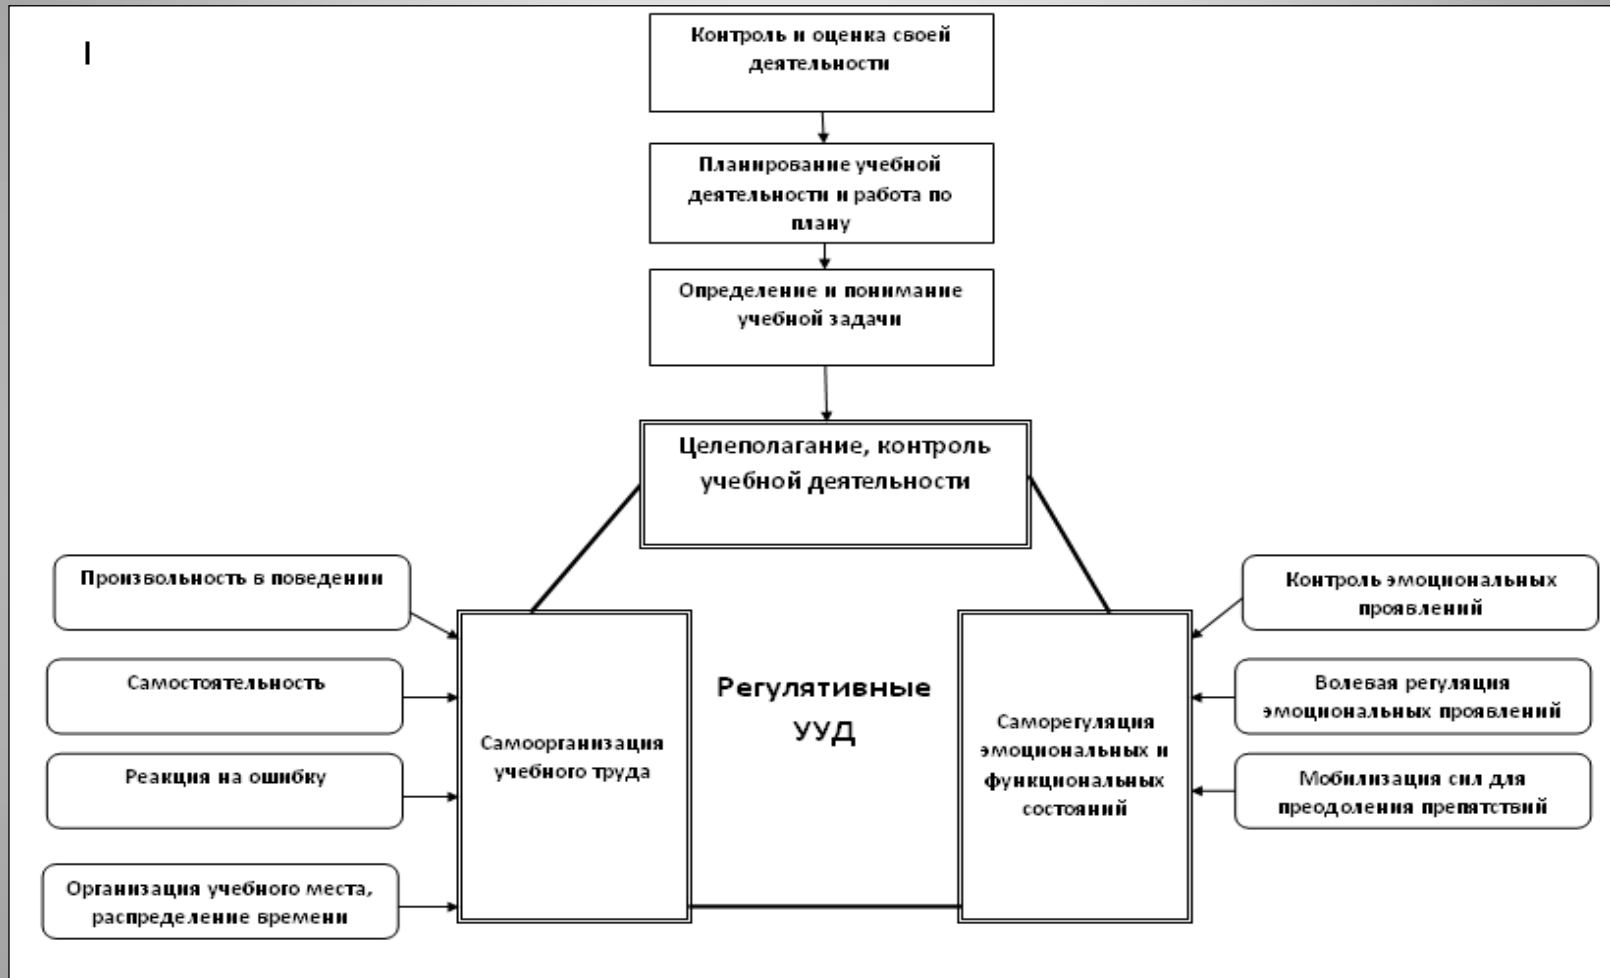 I
Контроль и оценка своей
деятельности
Планирование учебной
деятельности и работа по
плану
Определение и понимание
учебной задачи
Целеполагание, контроль
учебной деятельности
Произвольность в поведении
Самостоятельность
Реакция на ошибку
Организация учебного места,
распределение времени
Самоорганизация
учебного труда
Регулятивные
УУД
Саморегуляция
эмоциональных и
функциональных
состояний
Контроль эмоциональных
проявлений
Волевая регуляция
эмоциональных проявлений
Мобилизация сил для
преодоления препятствий